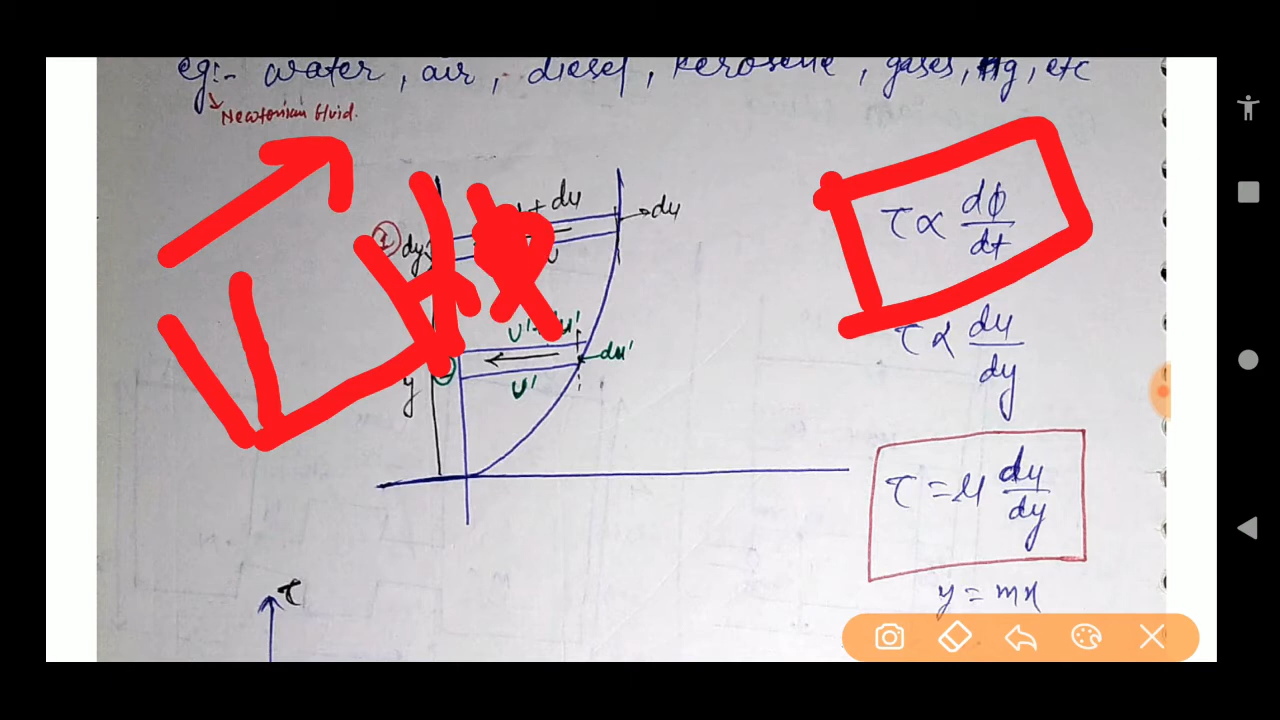 eg:- water, air, diesel, kerosene, gases, Hg, etc
Newtonian fluid.
du
dy
u
τ ∝ dϕ/dt
du'
u'
y
τ ∝ du/dy
τ = μ du/dy
y = mx
τ